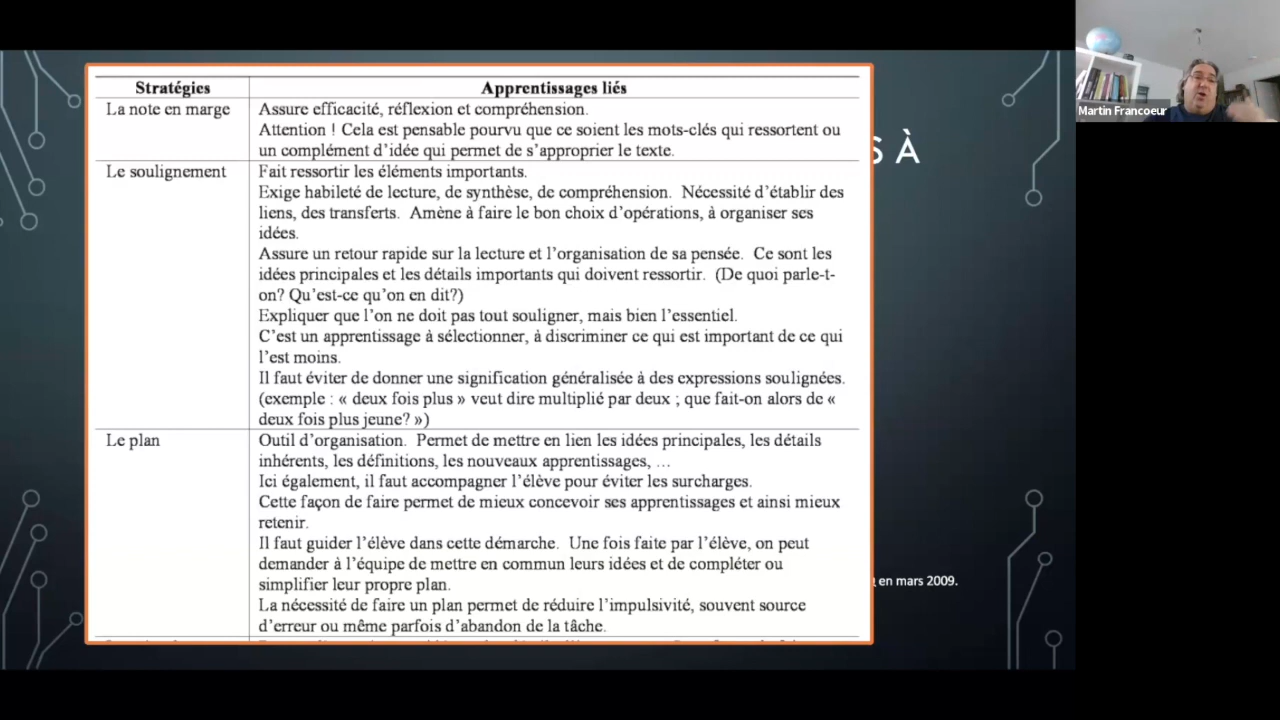 Stratégies
Apprentissages liés
La note en marge
Assure efficacité, réflexion et compréhension.
Attention ! Cela est pensable pourvu que ce soient les mots-clés qui ressortent ou
un complément d'idée qui permet de s'approprier le texte.
Le soulignement
Fait ressortir les éléments importants.
Exige habileté de lecture, de synthèse, de compréhension. Nécessité d'établir des
liens, des transferts. Amène à faire le bon choix d'opérations, à organiser ses
idées.
Assure un retour rapide sur la lecture et l'organisation de sa pensée. Ce sont les
idées principales et les détails importants qui doivent ressortir. (De quoi parle-t-
on? Qu'est-ce qu'on en dit?)
Expliquer que l'on ne doit pas tout souligner, mais bien l'essentiel.
C'est un apprentissage à sélectionner, à discriminer ce qui est important de ce qui
l'est moins.
Il faut éviter de donner une signification généralisée à des expressions soulignées.
(exemple : « deux fois plus » veut dire multiplié par deux ; que fait-on alors de «
deux fois plus jeune? »)
Le plan
Outil d'organisation. Permet de mettre en lien les idées principales, les détails
inhérents, les définitions, les nouveaux apprentissages, …
Ici également, il faut accompagner l'élève pour éviter les surcharges.
Cette façon de faire permet de mieux concevoir ses apprentissages et ainsi mieux
retenir.
Il faut guider l'élève dans cette démarche. Une fois faite par l'élève, on peut
demander à l'équipe de mettre en commun leurs idées et de compléter ou
simplifier leur propre plan.
La nécessité de faire un plan permet de réduire l'impulsivité, souvent source
d'erreur ou même parfois d'abandon de la tâche.
S À
en mars 2009.
Martin Francoeur